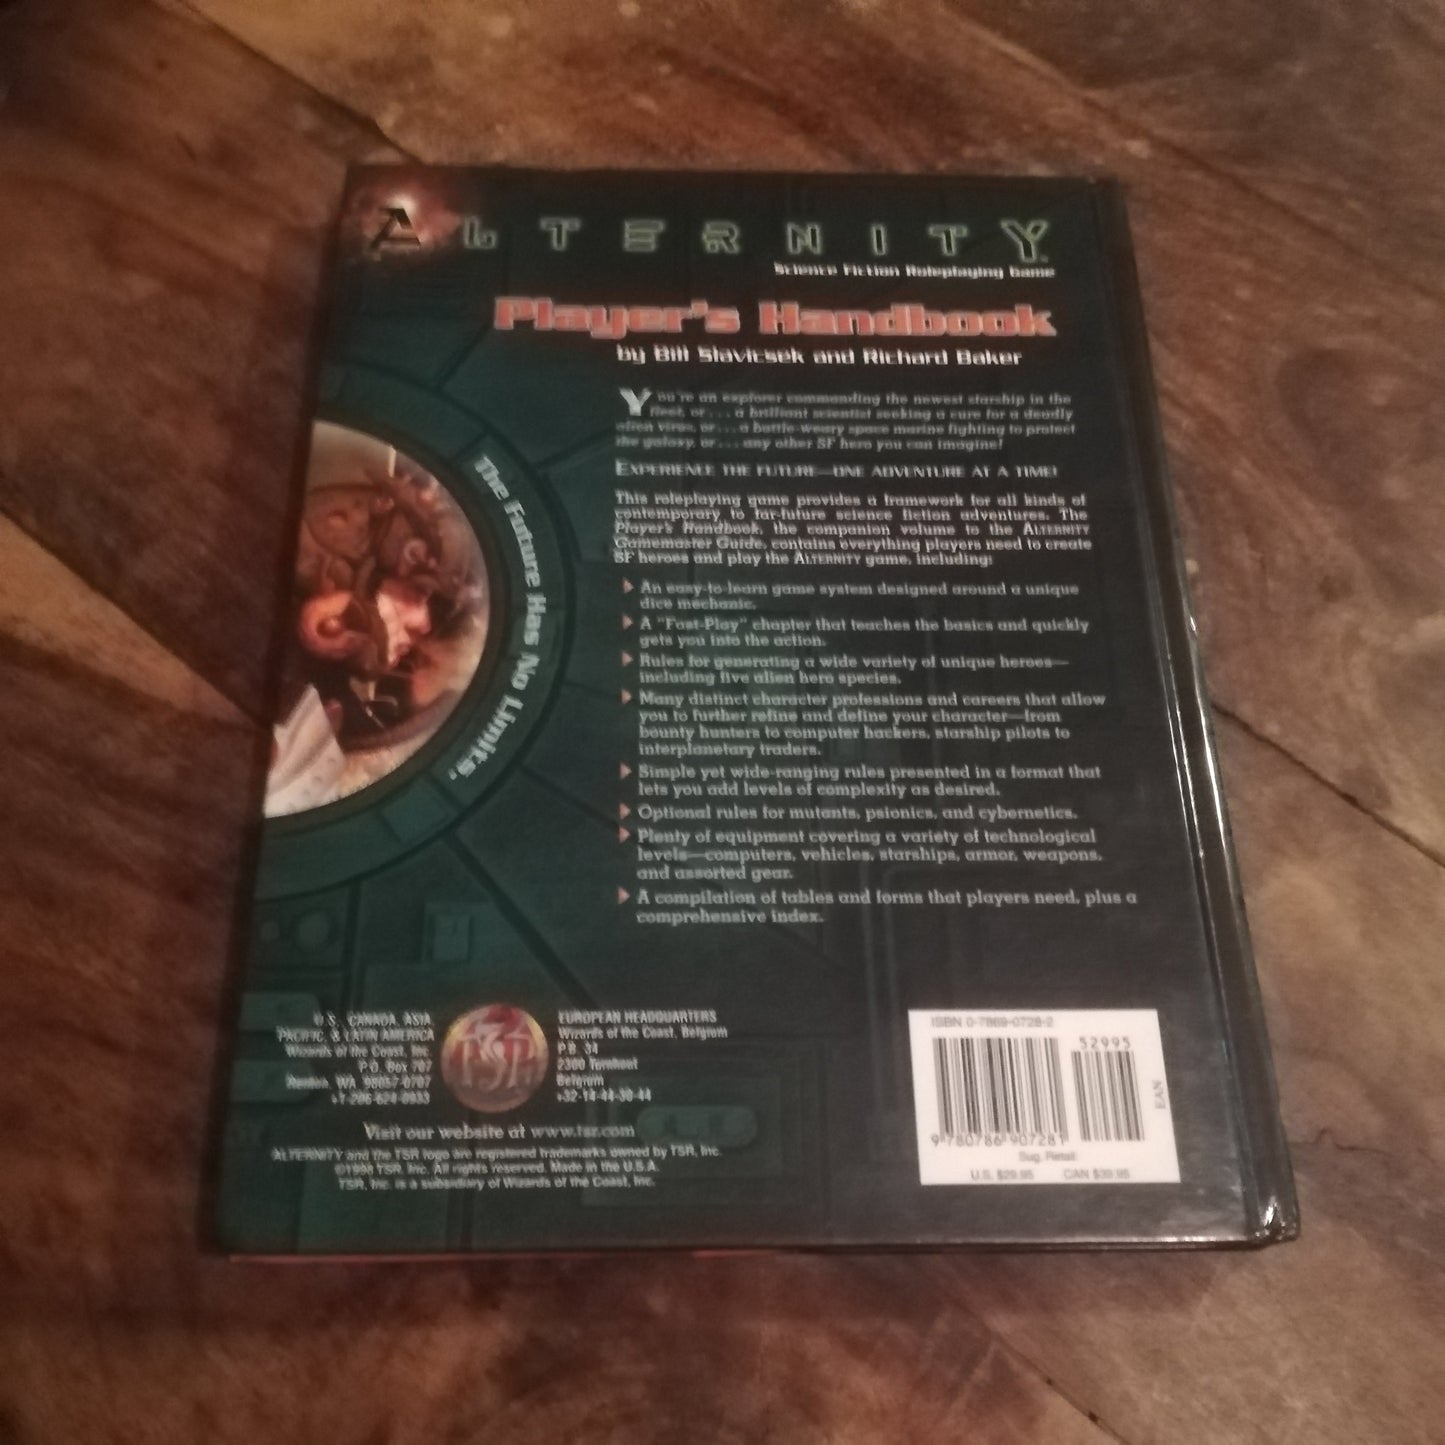 ALTERNITY
Science Fiction Roleplaying Game
Player's Handbook
by Bill Slavicsek and Richard Baker
You're an explorer commanding the newest starship in the
fleet, or . . . a brilliant scientist seeking a cure for a deadly
alien virus, or . . . a battle-weary space marine fighting to protect
the galaxy, or . . . any other SF hero you can imagine!
EXPERIENCE THE FUTURE—ONE ADVENTURE AT A TIME!
This roleplaying game provides a framework for all kinds of
contemporary to far-future science fiction adventures. The
Player's Handbook, the companion volume to the ALTERNITY
Gamemaster Guide, contains everything players need to create
SF heroes and play the ALTERNITY game, including:
An easy-to-learn game system designed around a unique
dice mechanic.
A "Fast-Play" chapter that teaches the basics and quickly
gets you into the action.
Rules for generating a wide variety of unique heroes—
including five alien hero species.
Many distinct character professions and careers that allow
you to further refine and define your character—from
bounty hunters to computer hackers, starship pilots to
interplanetary traders.
Simple yet wide-ranging rules presented in a format that
lets you add levels of complexity as desired.
Optional rules for mutants, psionics, and cybernetics.
Plenty of equipment covering a variety of technological
levels—computers, vehicles, starships, armor, weapons,
and assorted gear.
A compilation of tables and forms that players need, plus a
comprehensive index.
The Future Has No Limits.
U.S., CANADA, ASIA,
PACIFIC, & LATIN AMERICA
Wizards of the Coast, Inc.
P.O. Box 707
Renton, WA 98057-0707
+1-206-624-0933
TSR
EUROPEAN HEADQUARTERS
Wizards of the Coast, Belgium
P.B. 34
2300 Turnhout
Belgium
+32-14-44-30-44
Visit our website at www.tsr.com
ALTERNITY and the TSR logo are registered trademarks owned by TSR, Inc.
©1998 TSR, Inc. All rights reserved. Made in the U.S.A.
TSR, Inc. is a subsidiary of Wizards of the Coast, Inc.
ISBN 0-7869-0728-2
52995
9 780786 907281
EAN
Sug. Retail
U.S. $29.95 CAN $39.95